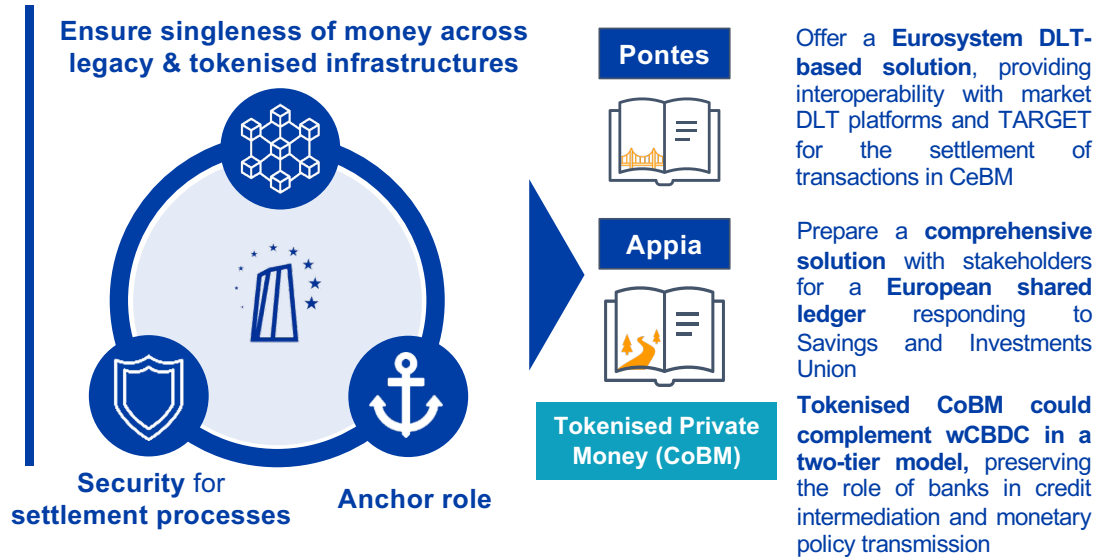 Ensure singleness of money across
legacy & tokenised infrastructures
Security for
settlement processes
Anchor role
Pontes
Offer a Eurosystem DLT-
based solution, providing
interoperability with market
DLT platforms and TARGET
for the settlement of
transactions in CeBM
Appia
Prepare a comprehensive
solution with stakeholders
for a European shared
ledger responding to
Savings and Investments
Union
Tokenised Private
Money (CoBM)
Tokenised CoBM could
complement wCBDC in a
two-tier model, preserving
the role of banks in credit
intermediation and monetary
policy transmission